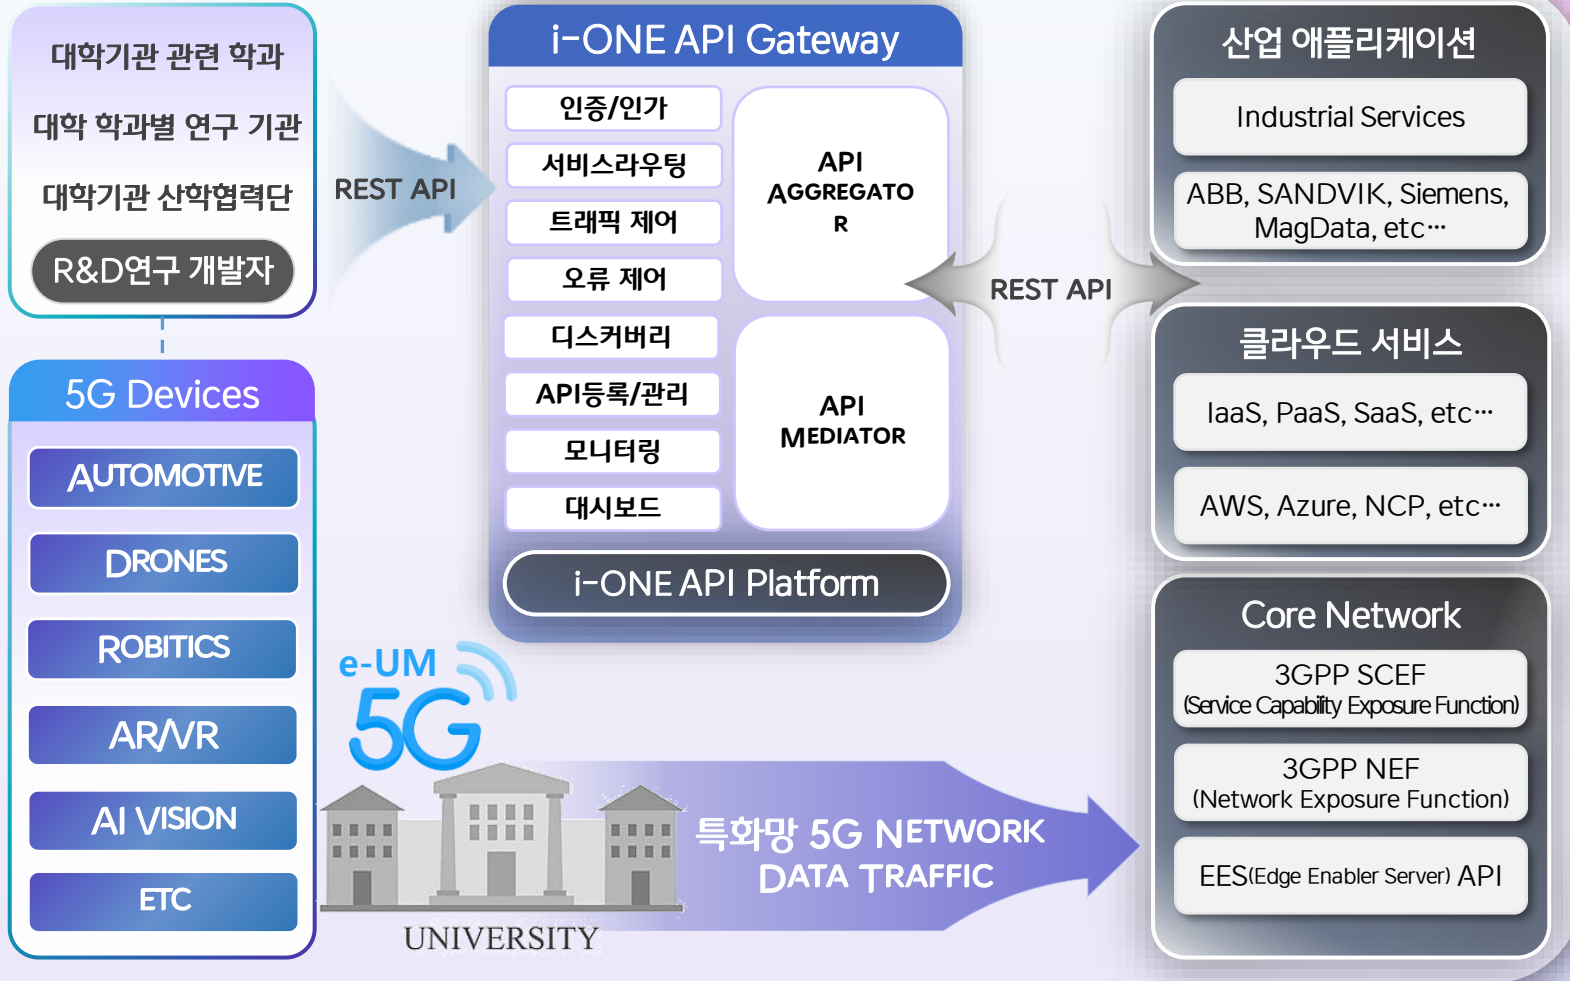 대학기관 관련 학과
대학 학과별 연구 기관
대학기관 산학협력단
R&D연구 개발자
5G Devices
AUTOMOTIVE
DRONES
ROBITICS
AR/VR
AI VISION
ETC
REST API
i-ONE API Gateway
인증/인가
서비스라우팅
트래픽 제어
오류 제어
디스커버리
API등록/관리
모니터링
대시보드
API
AGGREGATO
R
API
MEDIATOR
i-ONE API Platform
REST API
e-UM
5G
UNIVERSITY
특화망 5G NETWORK
DATA TRAFFIC
산업 애플리케이션
Industrial Services
ABB, SANDVIK, Siemens,
MagData, etc…
클라우드 서비스
IaaS, PaaS, SaaS, etc…
AWS, Azure, NCP, etc…
Core Network
3GPP SCEF
(Service Capability Exposure Function)
3GPP NEF
(Network Exposure Function)
EES(Edge Enabler Server) API